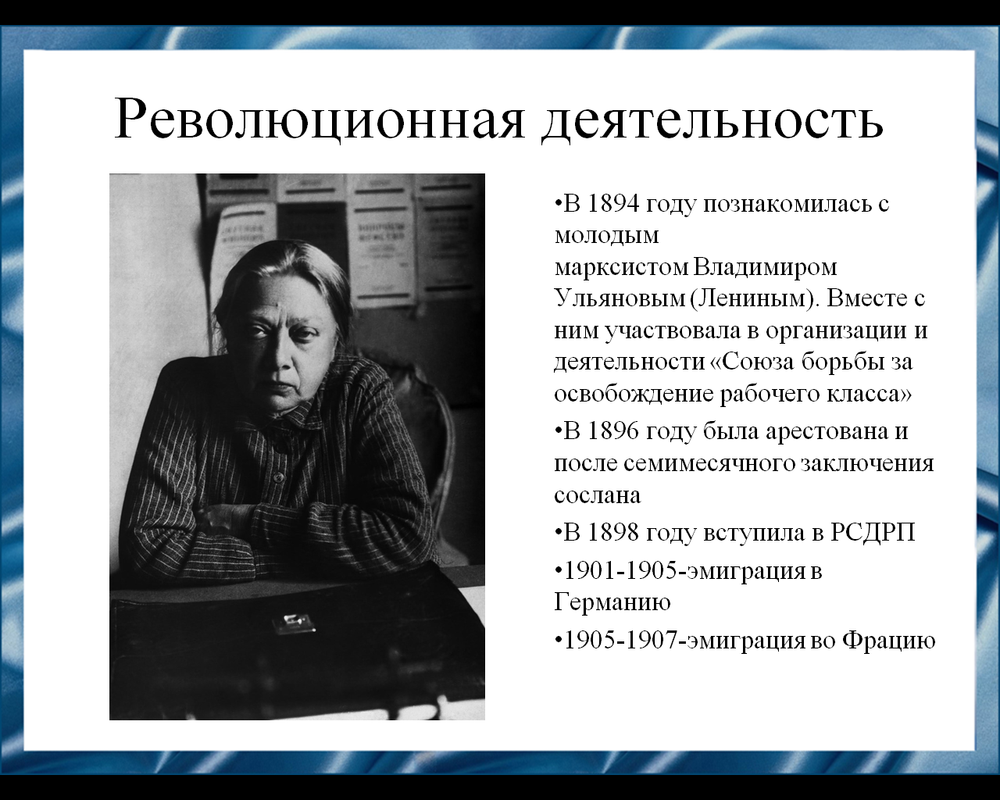 Революционная деятельность
•В 1894 году познакомилась с
молодым
марксистом Владимиром
Ульяновым (Лениным). Вместе с
ним участвовала в организации и
деятельности «Союза борьбы за
освобождение рабочего класса»
•В 1896 году была арестована и
после семимесячного заключения
сослана
•В 1898 году вступила в РСДРП
•1901-1905-эмиграция в
Германию
•1905-1907-эмиграция во Фрацию